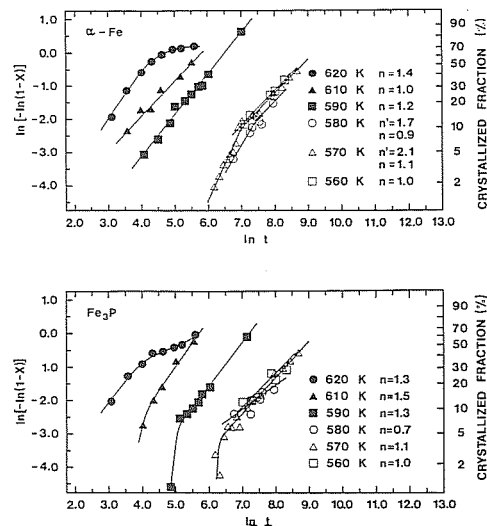 α-Fe
1.0
0.0
-1.0
-2.0
-3.0
-4.0
ln[-ln(1-X)]
620 K n=1.4
610 K n=1.0
590 K n=1.2
580 K n'=1.7
n=0.9
570 K n'=2.1
n=1.1
560 K n=1.0
90
70
50
30
20
10
5
2
CRYSTALLIZED FRACTION (%)
2.0 3.0 4.0 5.0 6.0 7.0 8.0 9.0 10.0 11.0 12.0 13.0
ln t
Fe₃P
1.0
0.0
-1.0
-2.0
-3.0
-4.0
ln[-ln(1-X)]
620 K n=1.3
610 K n=1.5
590 K n=1.3
580 K n=0.7
570 K n=1.1
560 K n=1.0
90
70
50
30
20
10
5
2
CRYSTALLIZED FRACTION (%)
2.0 3.0 4.0 5.0 6.0 7.0 8.0 9.0 10.0 11.0 12.0 13.0
ln t